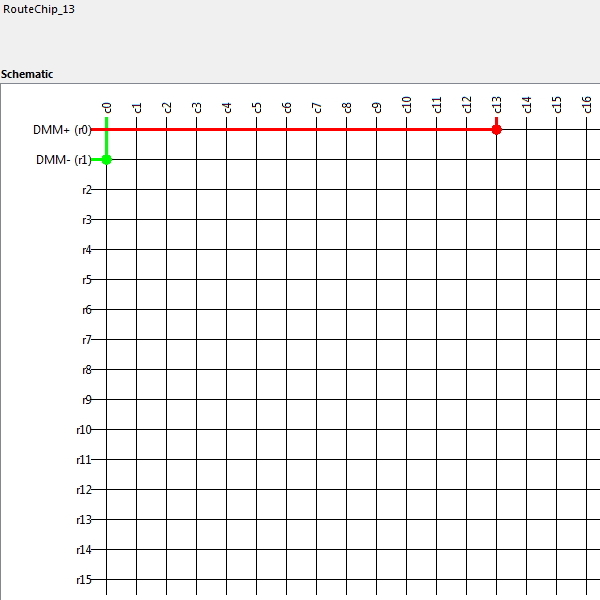 RouteChip_13
Schematic
c0 c1 c2 c3 c4 c5 c6 c7 c8 c9 c10 c11 c12 c13 c14 c15 c16
DMM+ (r0)
DMM- (r1)
r2
r3
r4
r5
r6
r7
r8
r9
r10
r11
r12
r13
r14
r15